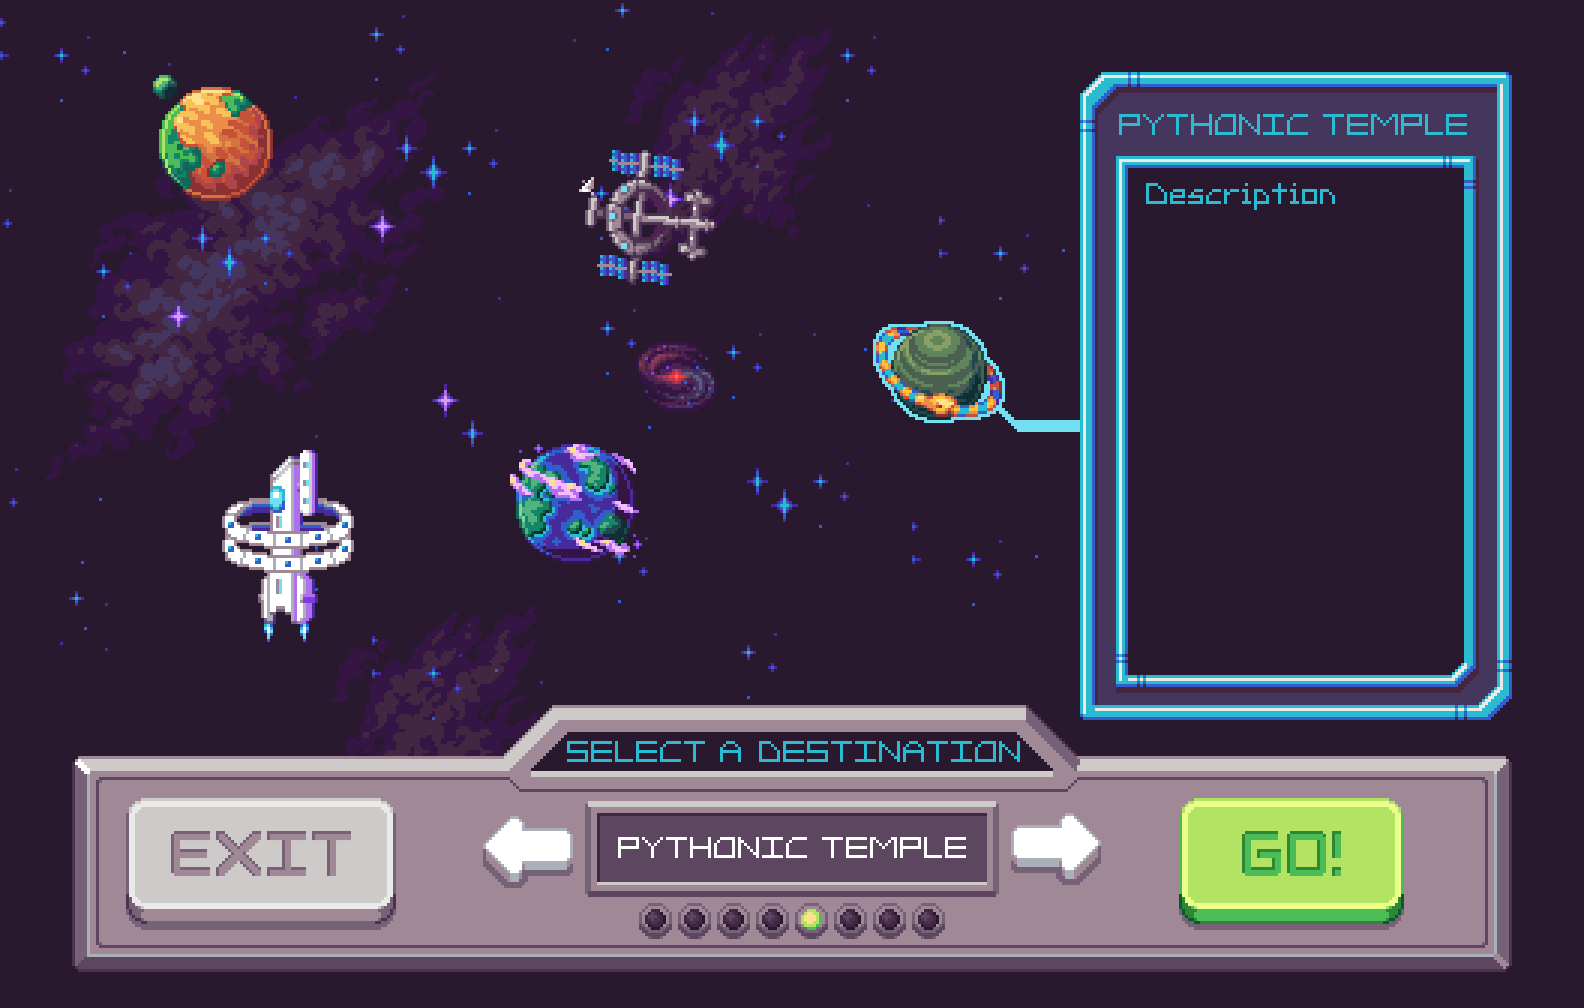 PYTHONIC TEMPLE
Description
SELECT A DESTINATION
EXIT
PYTHONIC TEMPLE
GO!